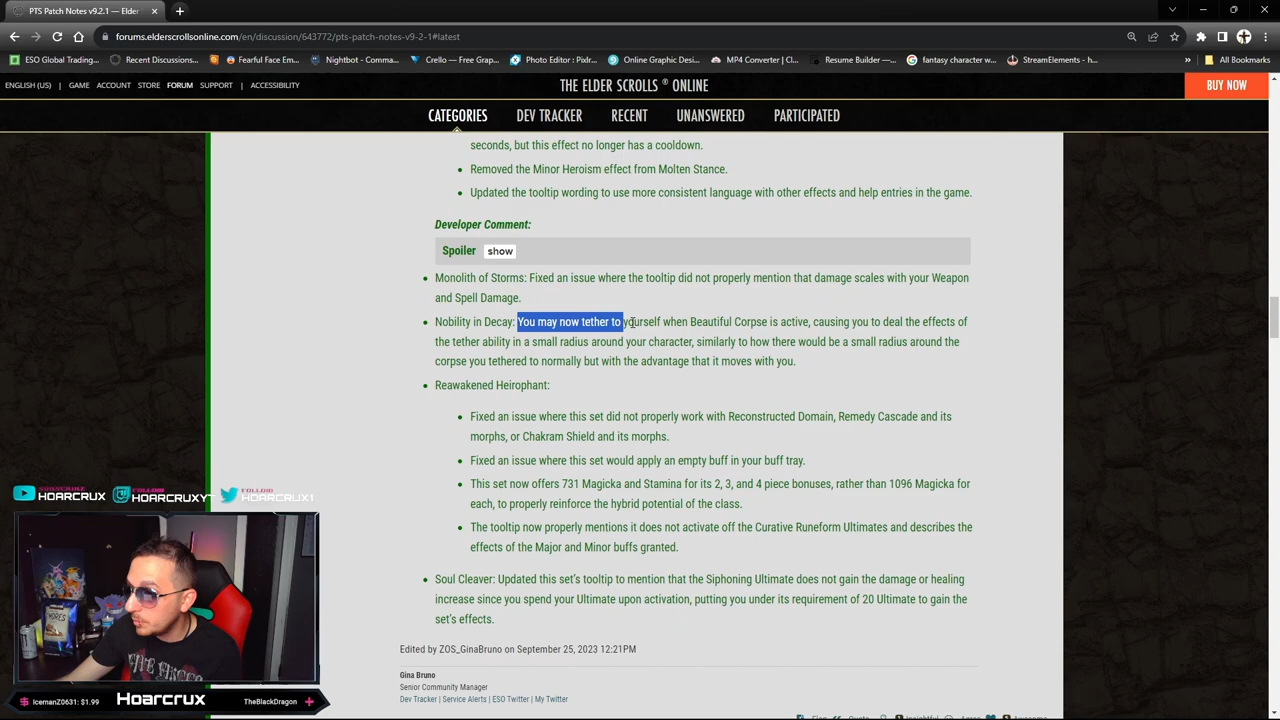 PTS Patch Notes v9.2.1 — Elder
forums.elderscrollsonline.com/en/discussion/643772/pts-patch-notes-v9-2-1#latest
ESO Global Trading... Recent Discussions... Fearful Face Em... Nightbot - Comma... Crello — Free Grap... Photo Editor : Pixlr... Online Graphic Desi... MP4 Converter | Cl... Resume Builder —... fantasy character w... StreamElements - h... » All Bookmarks
ENGLISH (US) | GAME ACCOUNT STORE FORUM SUPPORT | ACCESSIBILITY THE ELDER SCROLLS ® ONLINE BUY NOW
CATEGORIES DEV TRACKER RECENT UNANSWERED PARTICIPATED
seconds, but this effect no longer has a cooldown.
• Removed the Minor Heroism effect from Molten Stance.
• Updated the tooltip wording to use more consistent language with other effects and help entries in the game.
Developer Comment:
Spoiler show
• Monolith of Storms: Fixed an issue where the tooltip did not properly mention that damage scales with your Weapon
and Spell Damage.
• Nobility in Decay: You may now tether to yourself when Beautiful Corpse is active, causing you to deal the effects of
the tether ability in a small radius around your character, similarly to how there would be a small radius around the
corpse you tethered to normally but with the advantage that it moves with you.
• Reawakened Heirophant:
• Fixed an issue where this set did not properly work with Reconstructed Domain, Remedy Cascade and its
morphs, or Chakram Shield and its morphs.
• Fixed an issue where this set would apply an empty buff in your buff tray.
• This set now offers 731 Magicka and Stamina for its 2, 3, and 4 piece bonuses, rather than 1096 Magicka for
each, to properly reinforce the hybrid potential of the class.
• The tooltip now properly mentions it does not activate off the Curative Runeform Ultimates and describes the
effects of the Major and Minor buffs granted.
• Soul Cleaver: Updated this set's tooltip to mention that the Siphoning Ultimate does not gain the damage or healing
increase since you spend your Ultimate upon activation, putting you under its requirement of 20 Ultimate to gain the
set's effects.
Edited by ZOS_GinaBruno on September 25, 2023 12:21PM
Gina Bruno
Senior Community Manager
Dev Tracker | Service Alerts | ESO Twitter | My Twitter
SUBSCRIBE FOLLOW FOLLOW
HOARCRUX HOARCRUXYT HOARCRUX1
IcemanZ0631: $1.99 Hoarcrux TheBlackDragon